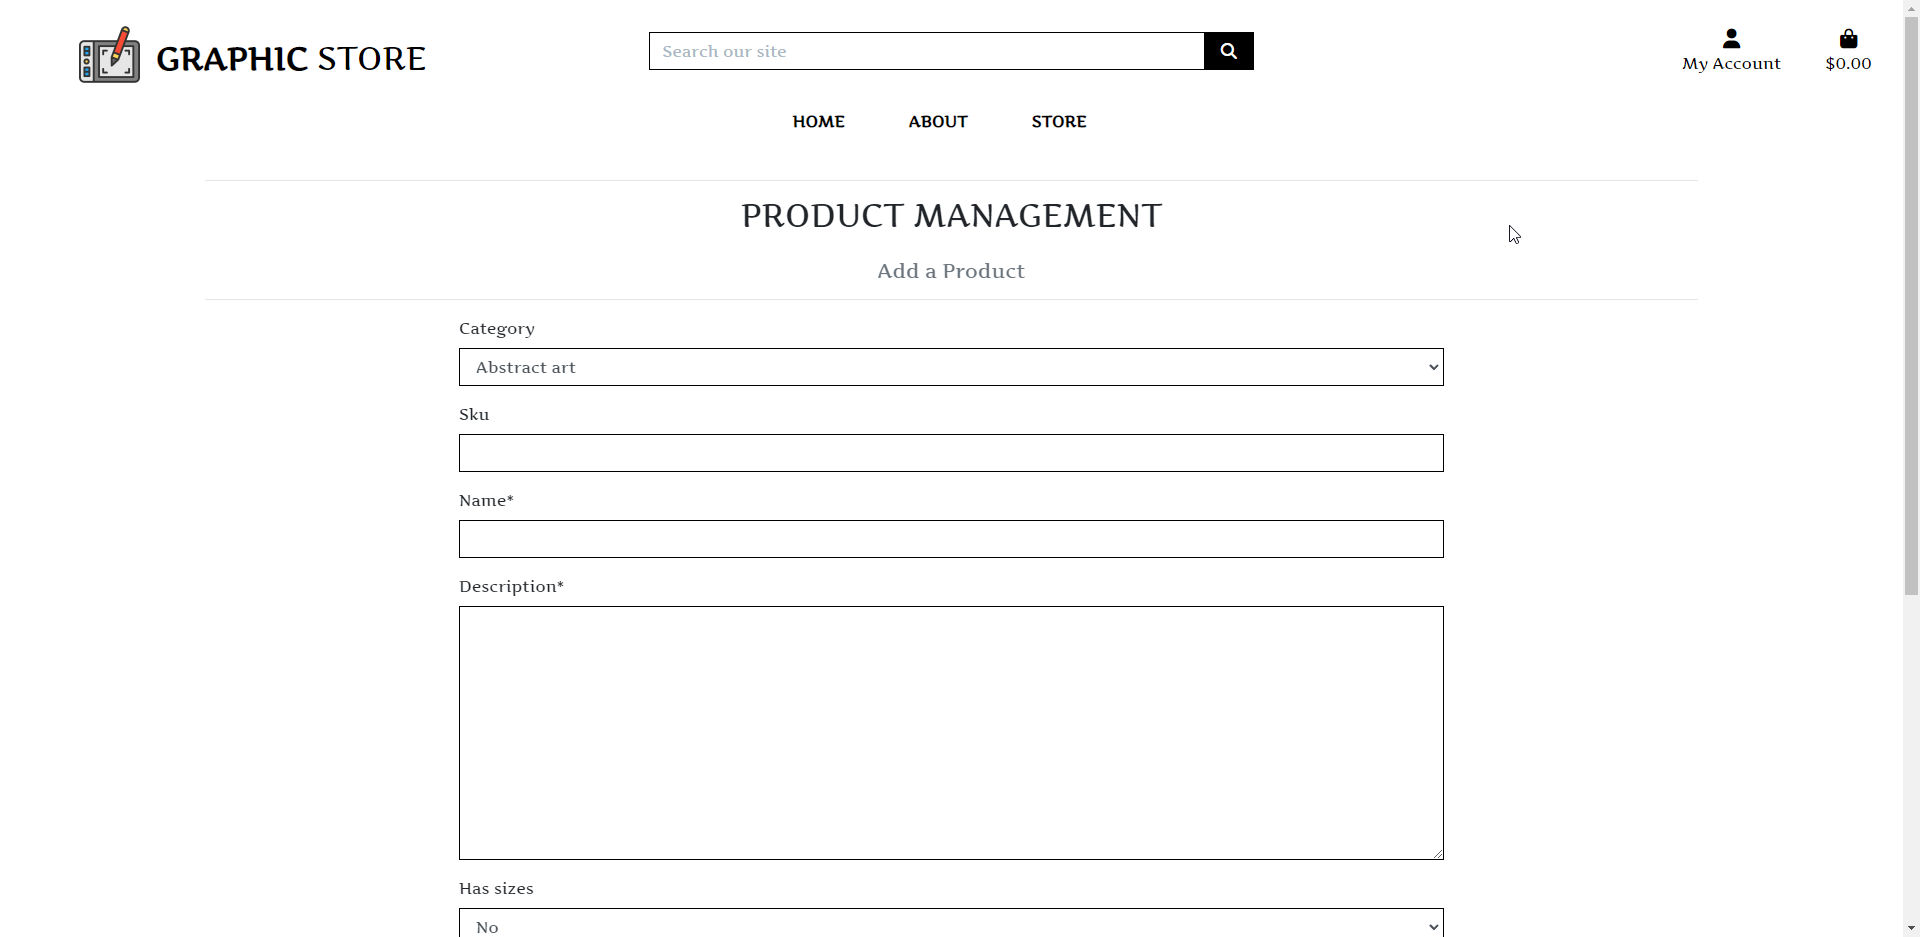 GRAPHIC STORE
Search our site
My Account
$0.00
HOME ABOUT STORE
PRODUCT MANAGEMENT
Add a Product
Category
Abstract art
Sku
Name*
Description*
Has sizes
No